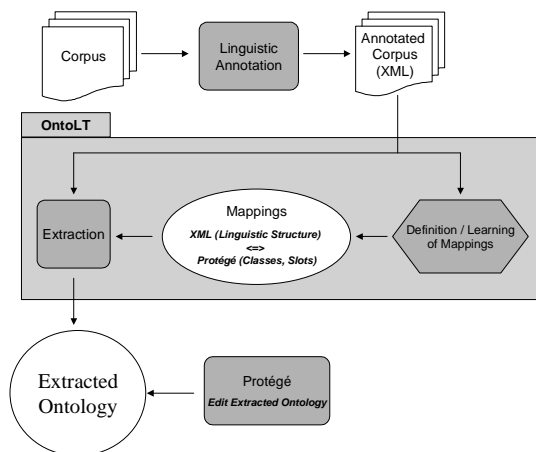 Corpus
Linguistic
Annotation
Annotated
Corpus
(XML)
OntoLT
Extraction
Mappings
XML (Linguistic Structure)
<=>
Protégé (Classes, Slots)
Definition / Learning
of Mappings
Extracted
Ontology
Protégé
Edit Extracted Ontology